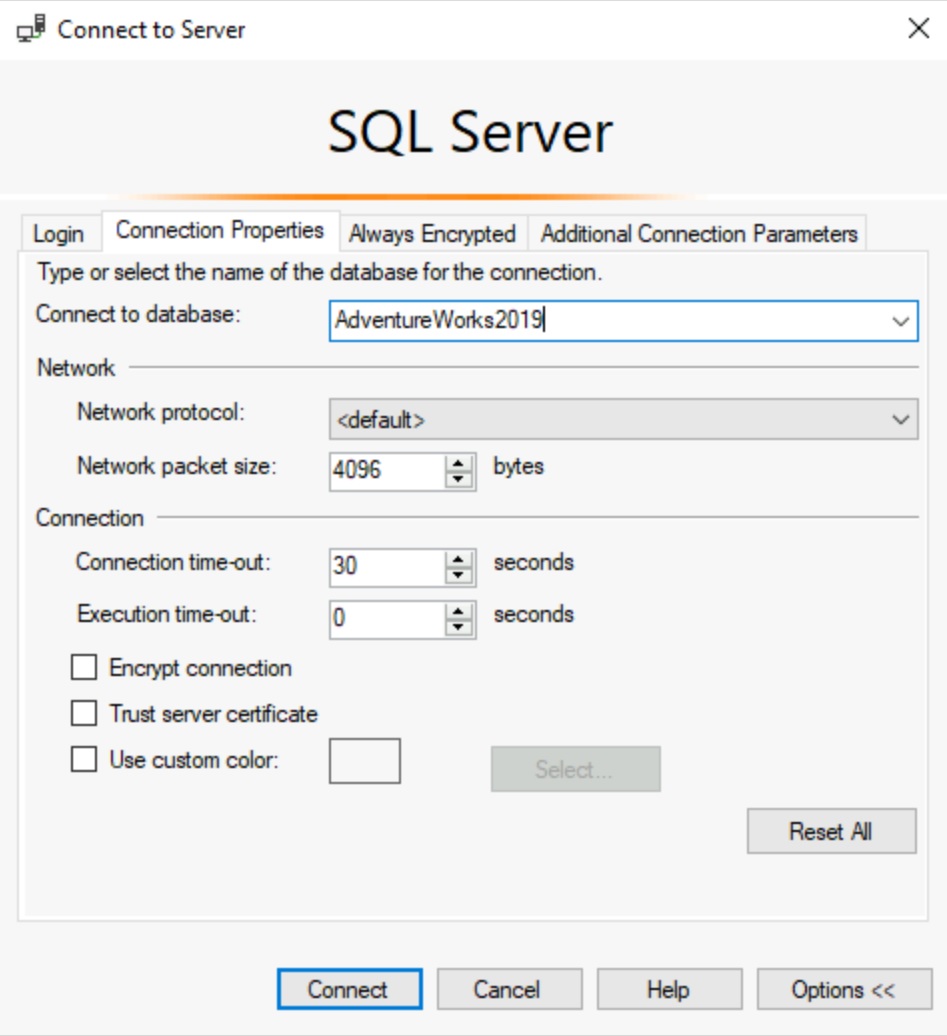 Connect to Server
SQL Server
Login Connection Properties Always Encrypted Additional Connection Parameters
Type or select the name of the database for the connection.
Connect to database: AdventureWorks2019
Network
Network protocol: <default>
Network packet size: 4096 bytes
Connection
Connection time-out: 30 seconds
Execution time-out: 0 seconds
Encrypt connection
Trust server certificate
Use custom color: Select...
Reset All
Connect Cancel Help Options <<